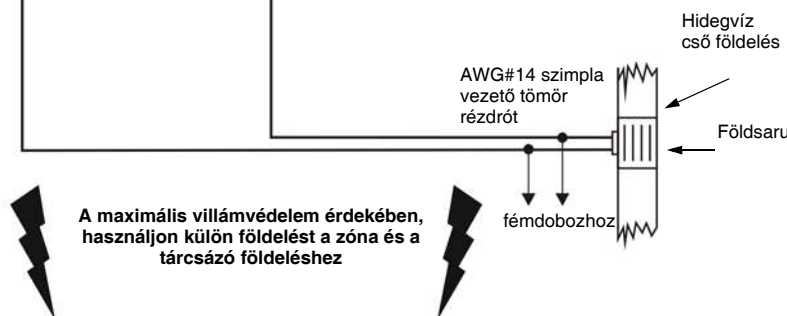 Hidegvíz
cső földelés
AWG#14 szimpla
vezető tömör
rézdrót
Földsaru
fémdobozhoz
A maximális villámvédelem érdekében,
használjon külön földelést a zóna és a
tárcsázó földeléshez